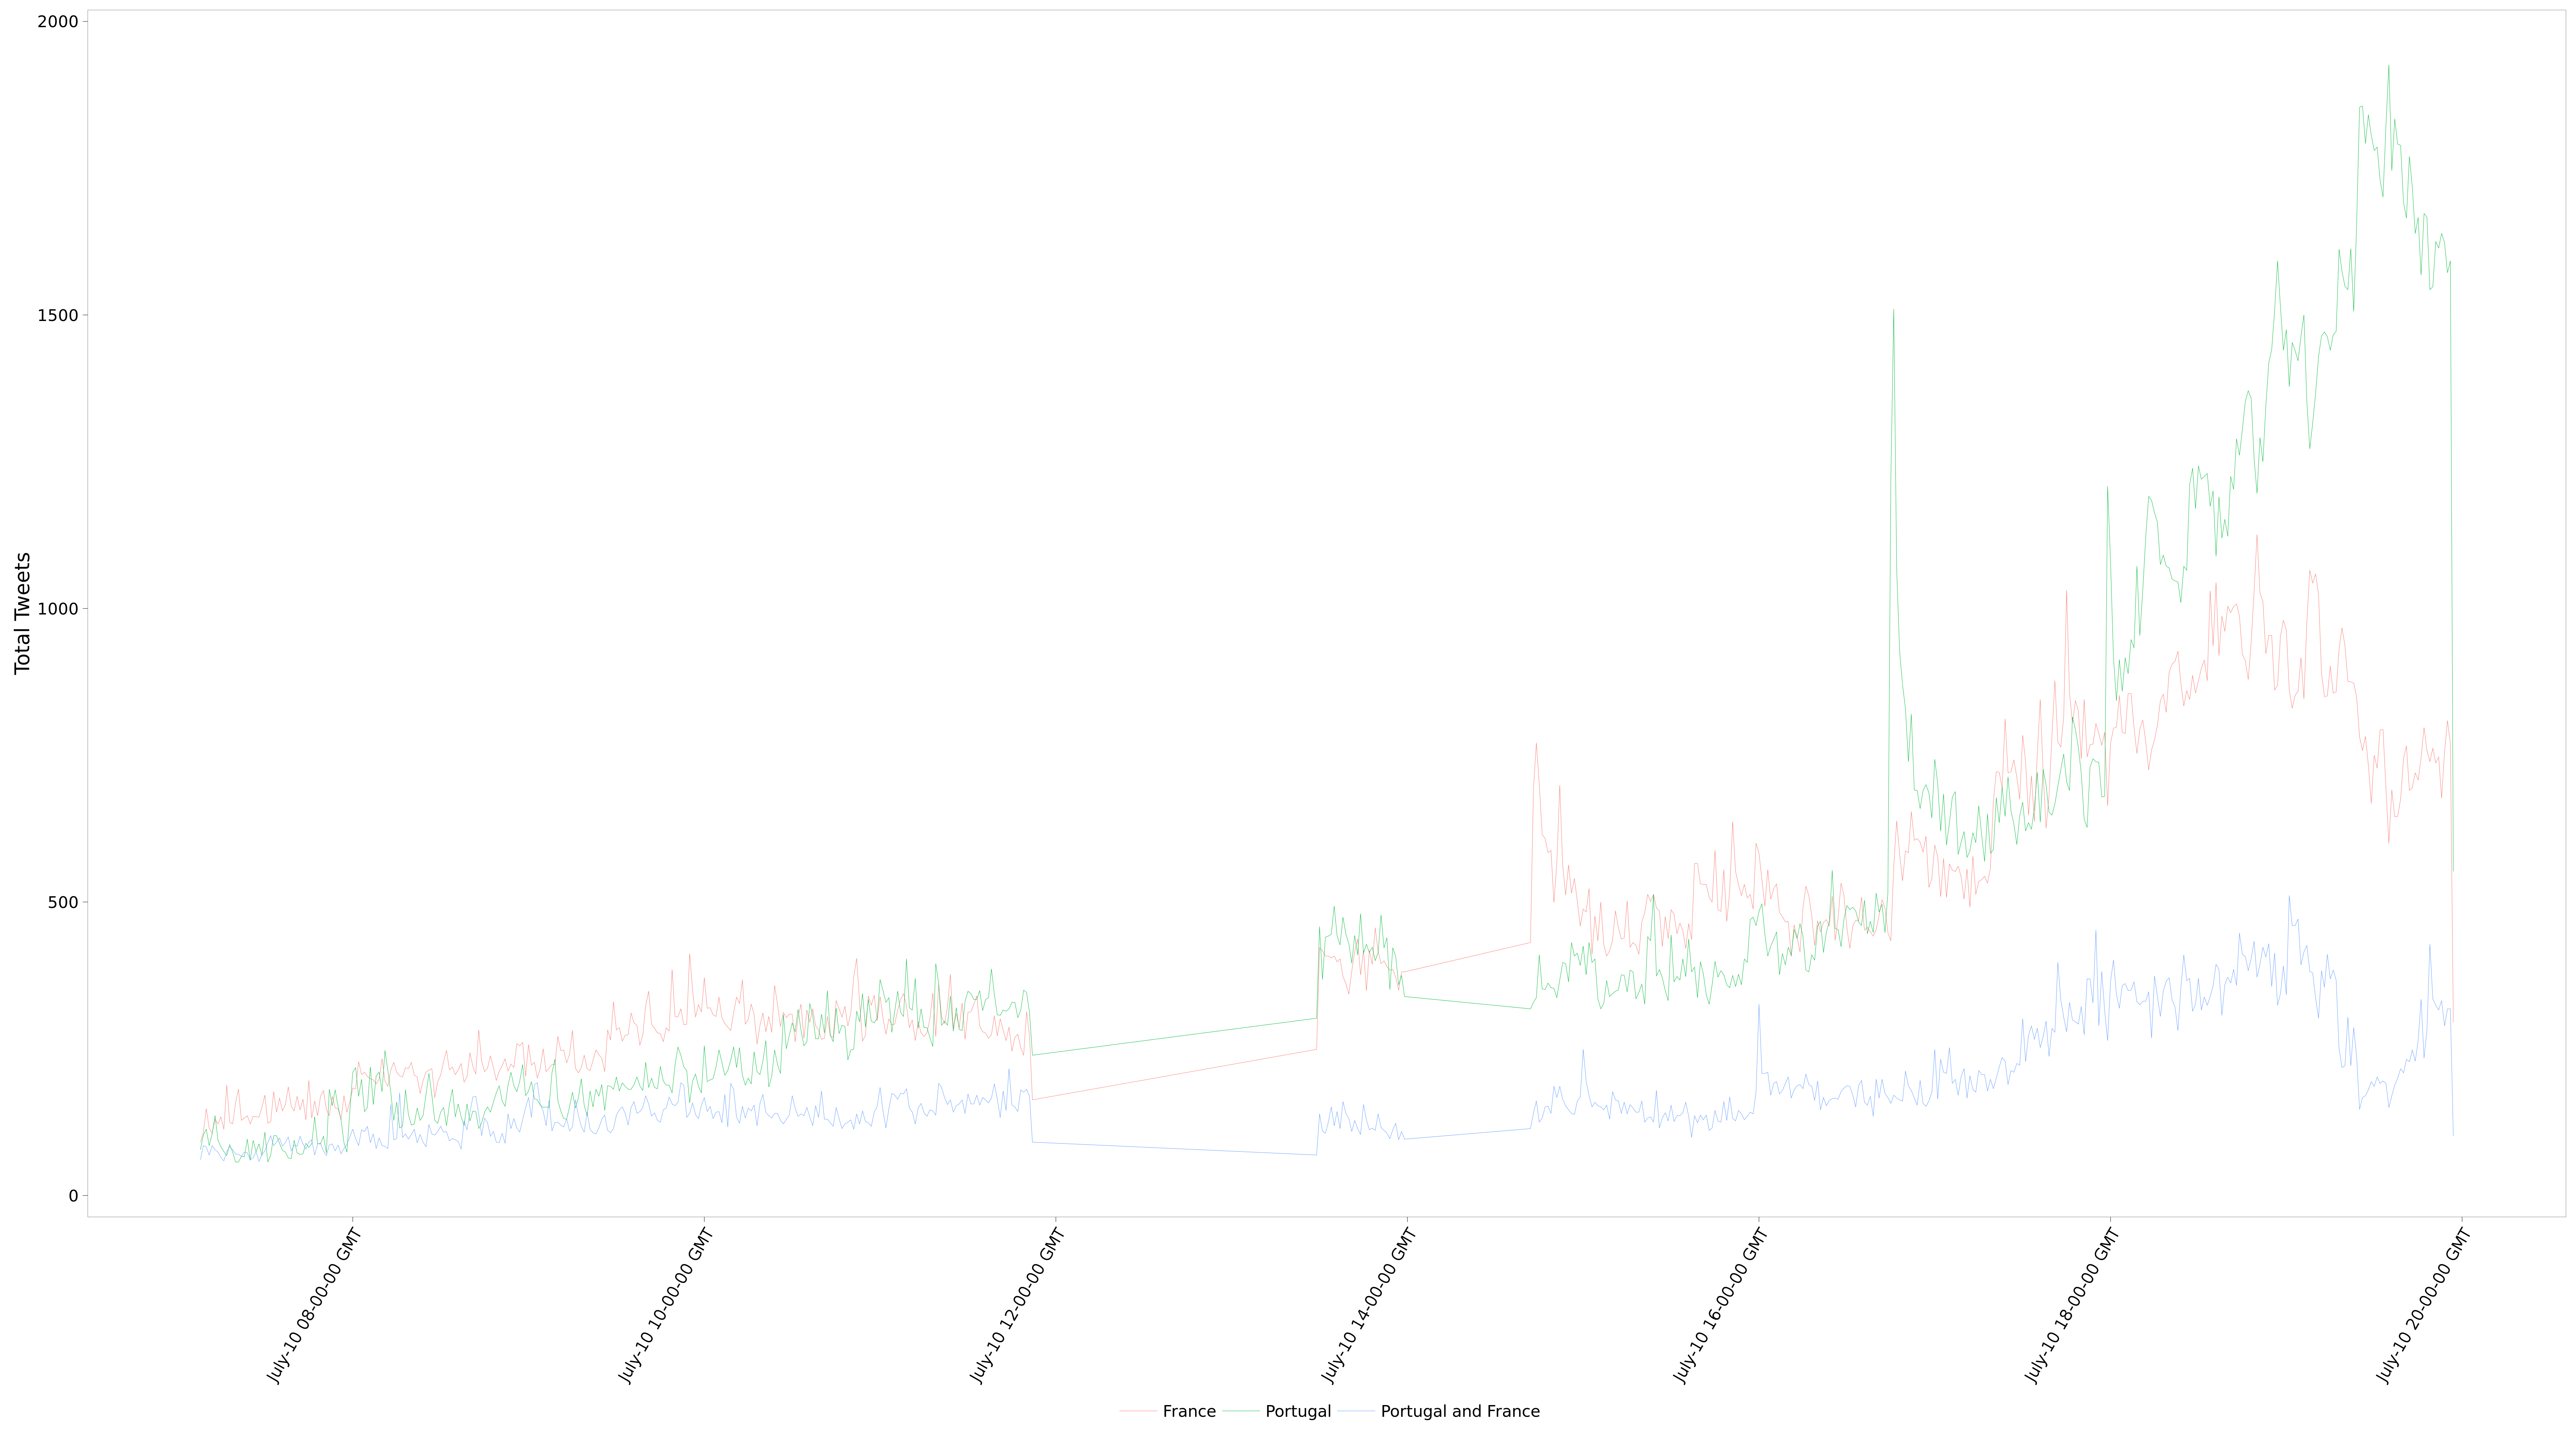 Total Tweets
2000
1500
1000
500
0
July-10 08-00-00 GMT
July-10 10-00-00 GMT
July-10 12-00-00 GMT
July-10 14-00-00 GMT
July-10 16-00-00 GMT
July-10 18-00-00 GMT
July-10 20-00-00 GMT
France Portugal Portugal and France